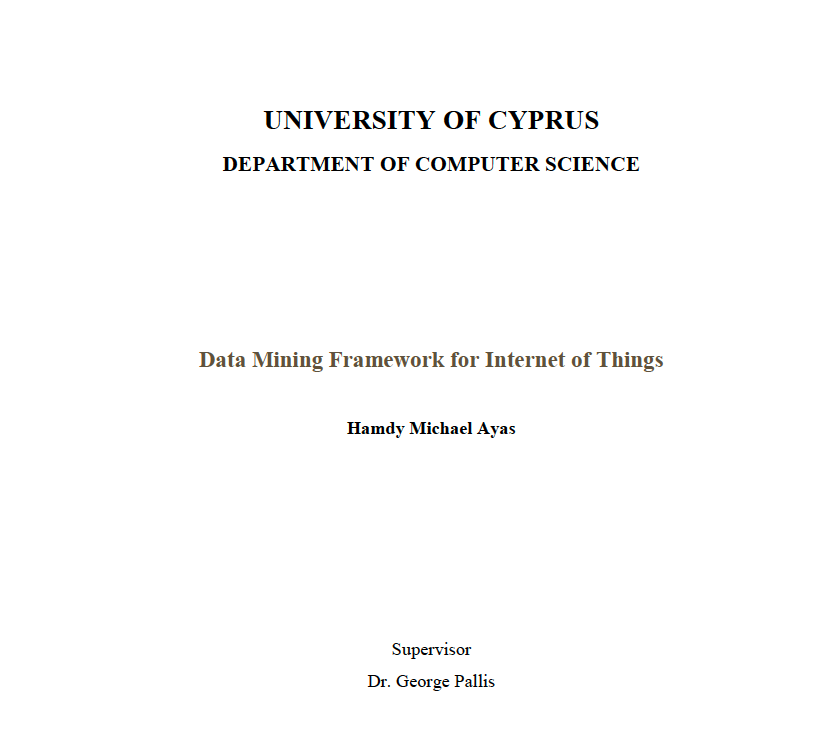 UNIVERSITY OF CYPRUS
DEPARTMENT OF COMPUTER SCIENCE
Data Mining Framework for Internet of Things
Hamdy Michael Ayas
Supervisor
Dr. George Pallis